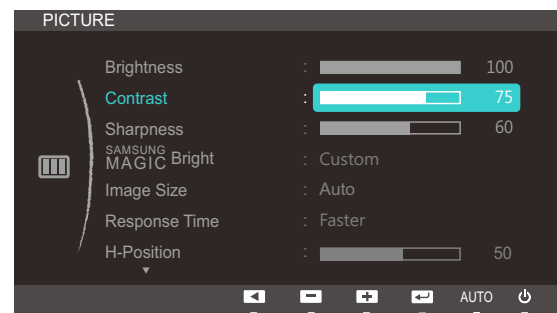 PICTURE
Brightness : 100
Contrast : 75
Sharpness : 60
SAMSUNG MAGIC Bright : Custom
Image Size : Auto
Response Time : Faster
H-Position : 50
AUTO